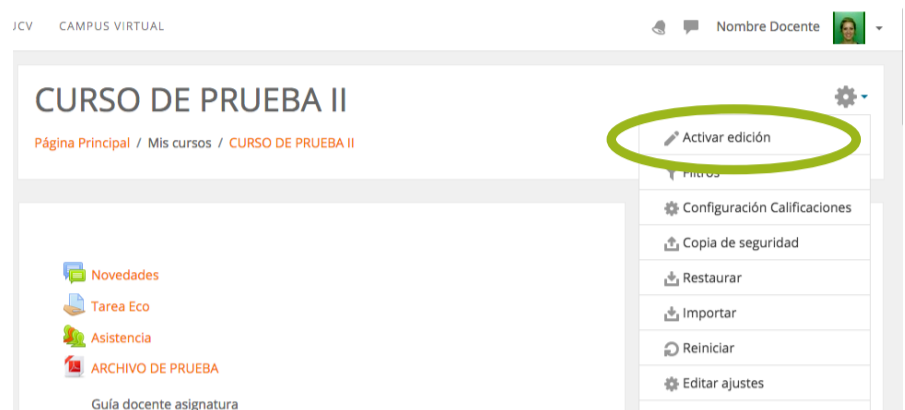 JCV CAMPUS VIRTUAL Nombre Docente
CURSO DE PRUEBA II
Página Principal / Mis cursos / CURSO DE PRUEBA II
Activar edición
Filtros
Configuración Calificaciones
Copia de seguridad
Restaurar
Importar
Reiniciar
Editar ajustes
Novedades
Tarea Eco
Asistencia
ARCHIVO DE PRUEBA
Guía docente asignatura